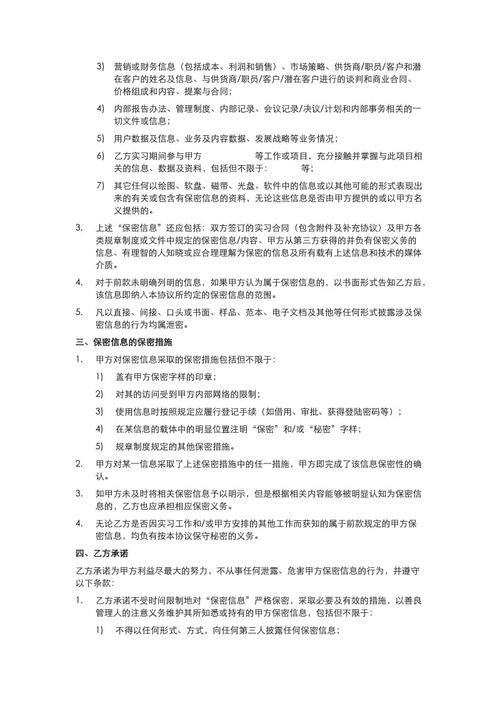 3) 营销或财务信息（包括成本、利润和销售）、市场策略、供货商/职员/客户和潜
在客户的姓名及信息、与供货商/职员/客户/潜在客户进行的谈判和商业合同、
价格组成和内容、提案与合同；
4) 内部报告办法、管理制度、内部记录、会议记录/决议/计划和内部事务相关的一
切文件或信息；
5) 用户数据及信息、业务及内容数据、发展战略等业务情况；
6) 乙方实习期间参与甲方 等工作或项目，充分接触并掌握与此项目相
关的信息、数据及资料，包括但不限于： 等；
7) 其它任何以绘图、软盘、磁带、光盘、软件中的信息或以其他可能的形式表现出
来的有关或包含有保密信息的资料，无论这些信息是否由甲方提供的或以甲方名
义提供的。
3. 上述“保密信息”还应包括：双方签订的实习合同（包含附件及补充协议）及甲方各
类规章制度或文件中规定的保密信息/内容、甲方从第三方获得的并负有保密义务的
信息、有理智的人知晓或应合理理解为保密的信息及所有载有上述信息和技术的媒体
介质。
4. 对于前款未明确列明的信息，如果甲方认为属于保密信息的，以书面形式告知乙方后，
该信息即纳入本协议所约定的保密信息的范围。
5. 凡以直接、间接、口头或书面、样品、范本、电子文档及其他等任何形式披露涉及保
密信息的行为均属泄密。
三、保密信息的保密措施
1. 甲方对保密信息采取的保密措施包括但不限于：
1) 盖有甲方保密字样的印章；
2) 对其的访问受到甲方内部网络的限制；
3) 使用信息时按照规定应履行登记手续（如借用、审批、获得登陆密码等）；
4) 在某信息的载体中的明显位置注明“保密”和/或“秘密”字样；
5) 规章制度规定的其他保密措施。
2. 甲方对某一信息采取了上述保密措施中的任一措施，甲方即完成了该信息保密性的确
认。
3. 如甲方未及时将相关保密信息予以明示，但是根据相关内容能够被明显认知为保密信
息的，乙方也应承担相应保密义务。
4. 无论乙方是否因实习工作和/或甲方安排的其他工作而获知的属于前款规定的甲方保
密信息，均负有按本协议保守秘密的义务。
四、乙方承诺
乙方承诺为甲方利益尽最大的努力，不从事任何泄露、危害甲方保密信息的行为，并遵守
以下条款：
1. 乙方承诺不受时间限制地对“保密信息”严格保密，采取必要及有效的措施，以善良
管理人的注意义务维护其所知悉或持有的甲方保密信息，包括但不限于：
1) 不得以任何形式、方式，向任何第三人披露任何保密信息；